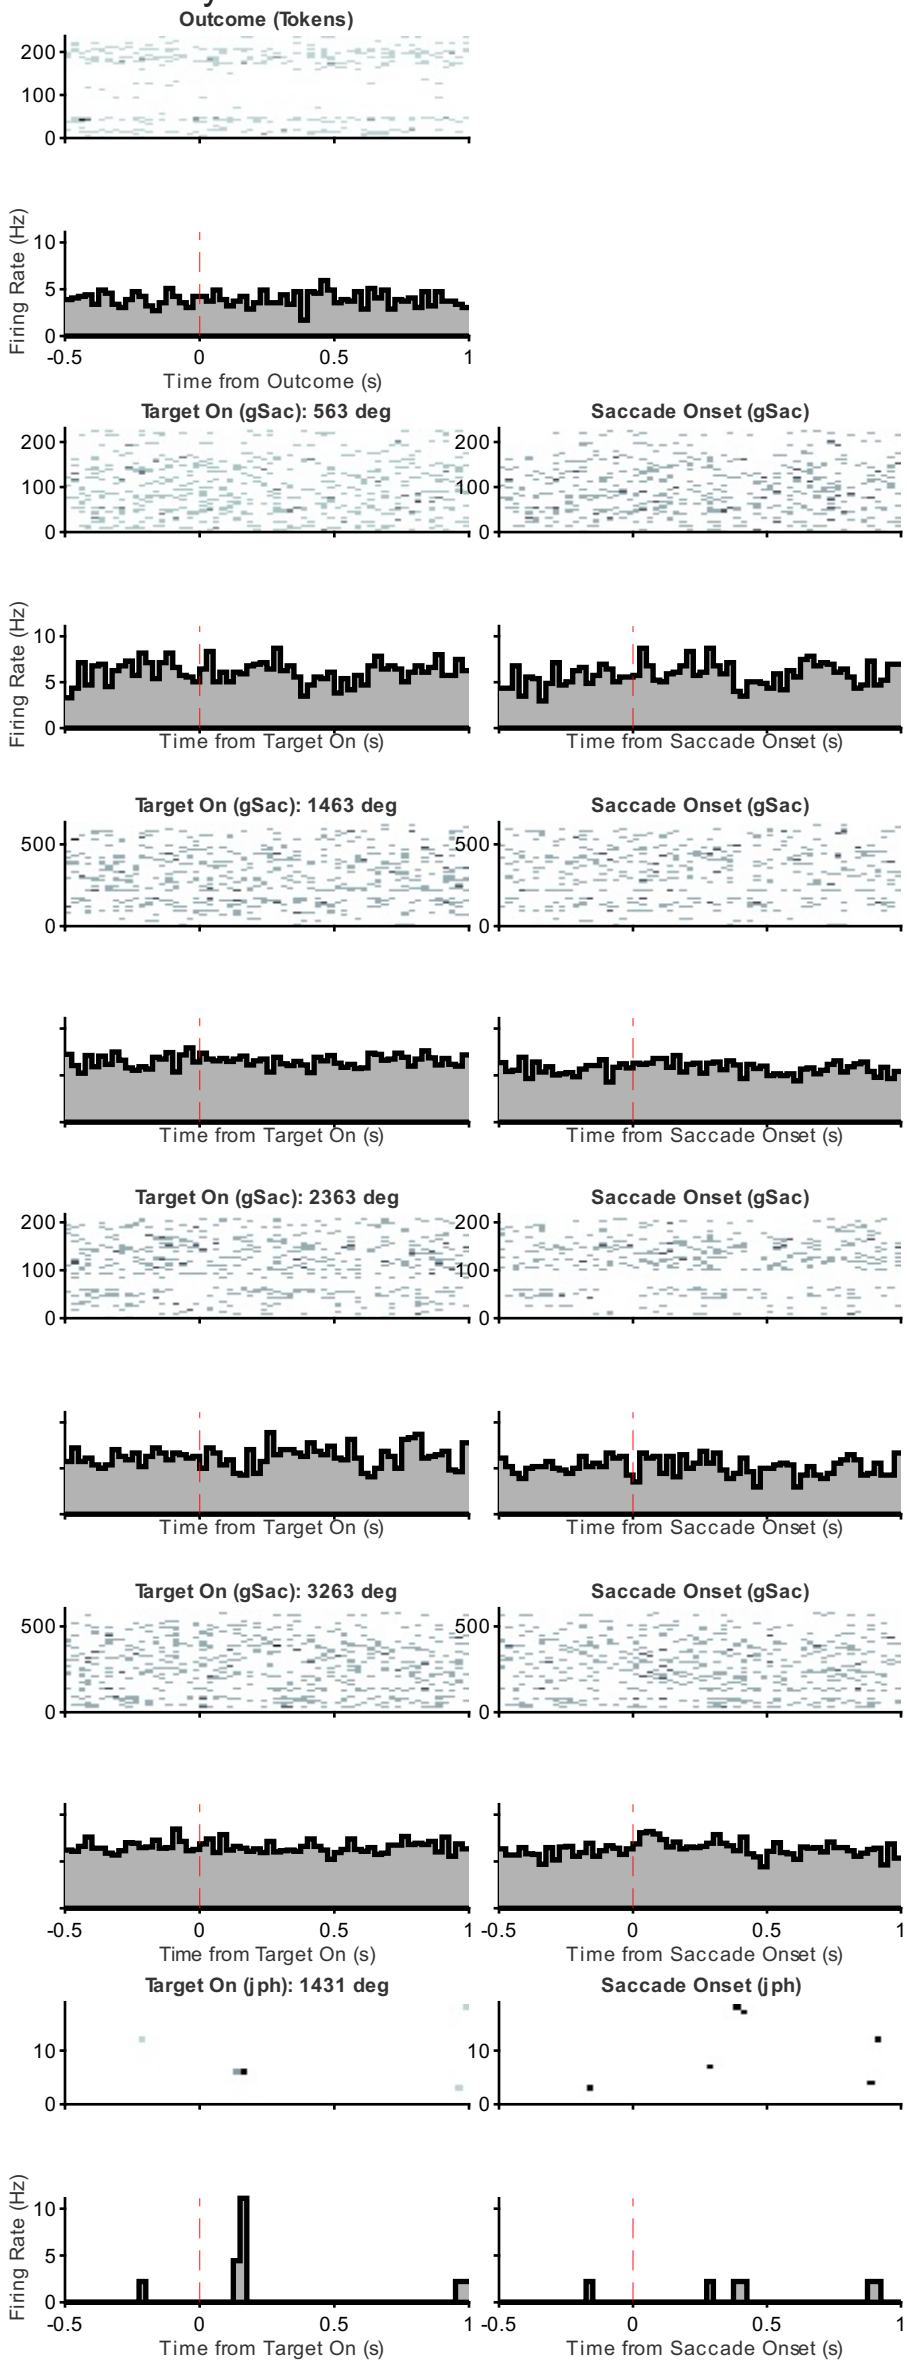 y
Outcome (Tokens)
200
100
0
Firing Rate (Hz)
10
5
0
-0.5 0 0.5 1
Time from Outcome (s)
Target On (gSac): 563 deg Saccade Onset (gSac)
200 200
100 100
0 0
Firing Rate (Hz)
10 10
5 5
0 0
Time from Target On (s) Time from Saccade Onset (s)
Target On (gSac): 1463 deg Saccade Onset (gSac)
500 500
0 0
Time from Target On (s) Time from Saccade Onset (s)
Target On (gSac): 2363 deg Saccade Onset (gSac)
200 200
100 100
0 0
Time from Target On (s) Time from Saccade Onset (s)
Target On (gSac): 3263 deg Saccade Onset (gSac)
500 500
0 0
-0.5 0 0.5 1 -0.5 0 0.5 1
Time from Target On (s) Time from Saccade Onset (s)
Target On (jph): 1431 deg Saccade Onset (jph)
10 10
0 0
Firing Rate (Hz)
10 10
5 5
0 0
-0.5 0 0.5 1 -0.5 0 0.5 1
Time from Target On (s) Time from Saccade Onset (s)